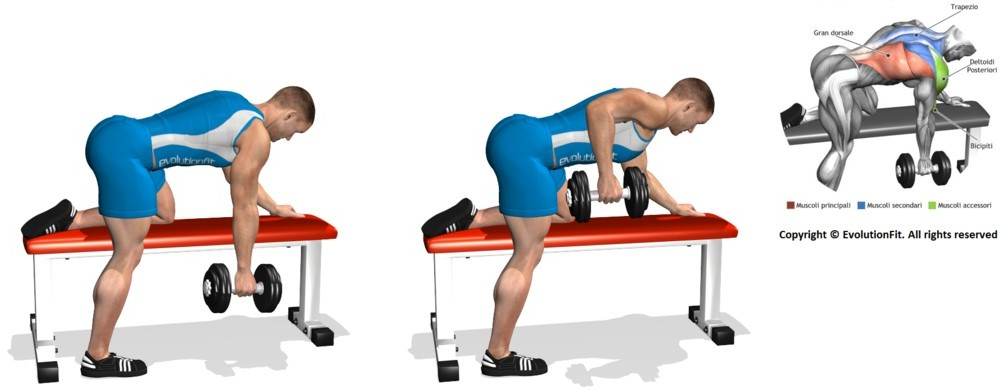 evolutionfit
evolutionfit
Trapezio
Gran dorsale
Deltoidi
Posteriori
Bicipiti
Muscoli principali Muscoli secondari Muscoli accessori
Copyright © EvolutionFit. All rights reserved